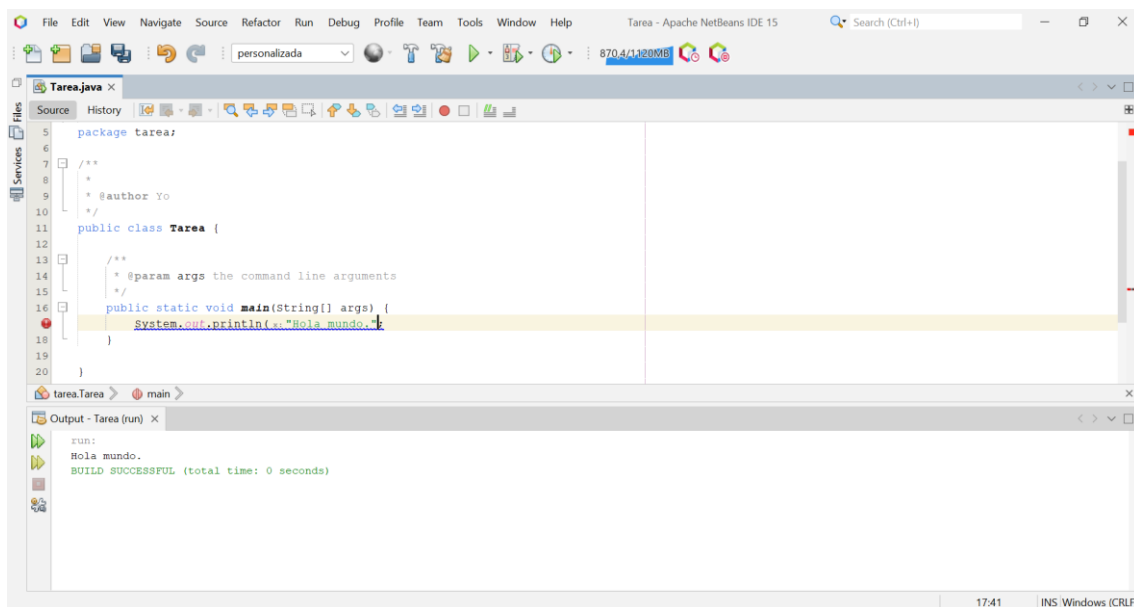 File Edit View Navigate Source Refactor Run Debug Profile Team Tools Window Help Tarea - Apache NetBeans IDE 15 Search (Ctrl+I)
personalizada 870,4/1120MB
Tarea.java
Source History
Files
Services
5 package tarea;
6
7 /**
8 *
9 * @author Yo
10 */
11 public class Tarea {
12
13 /**
14 * @param args the command line arguments
15 */
16 public static void main(String[] args) {
System.out.println( x: "Hola mundo.";
18 }
19
20 }
tarea.Tarea main
Output - Tarea (run)
run:
Hola mundo.
BUILD SUCCESSFUL (total time: 0 seconds)
17:41 INS Windows (CRLF